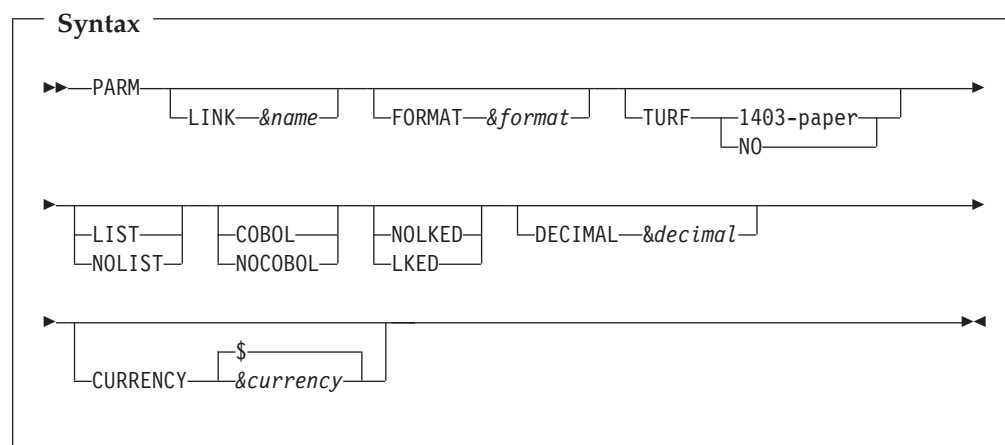 Syntax
PARM
LINK &name FORMAT &format TURF 1403-paper
NO
LIST COBOL NOLKED DECIMAL &decimal
NOLIST NOCOBOL LKED
$
CURRENCY &currency